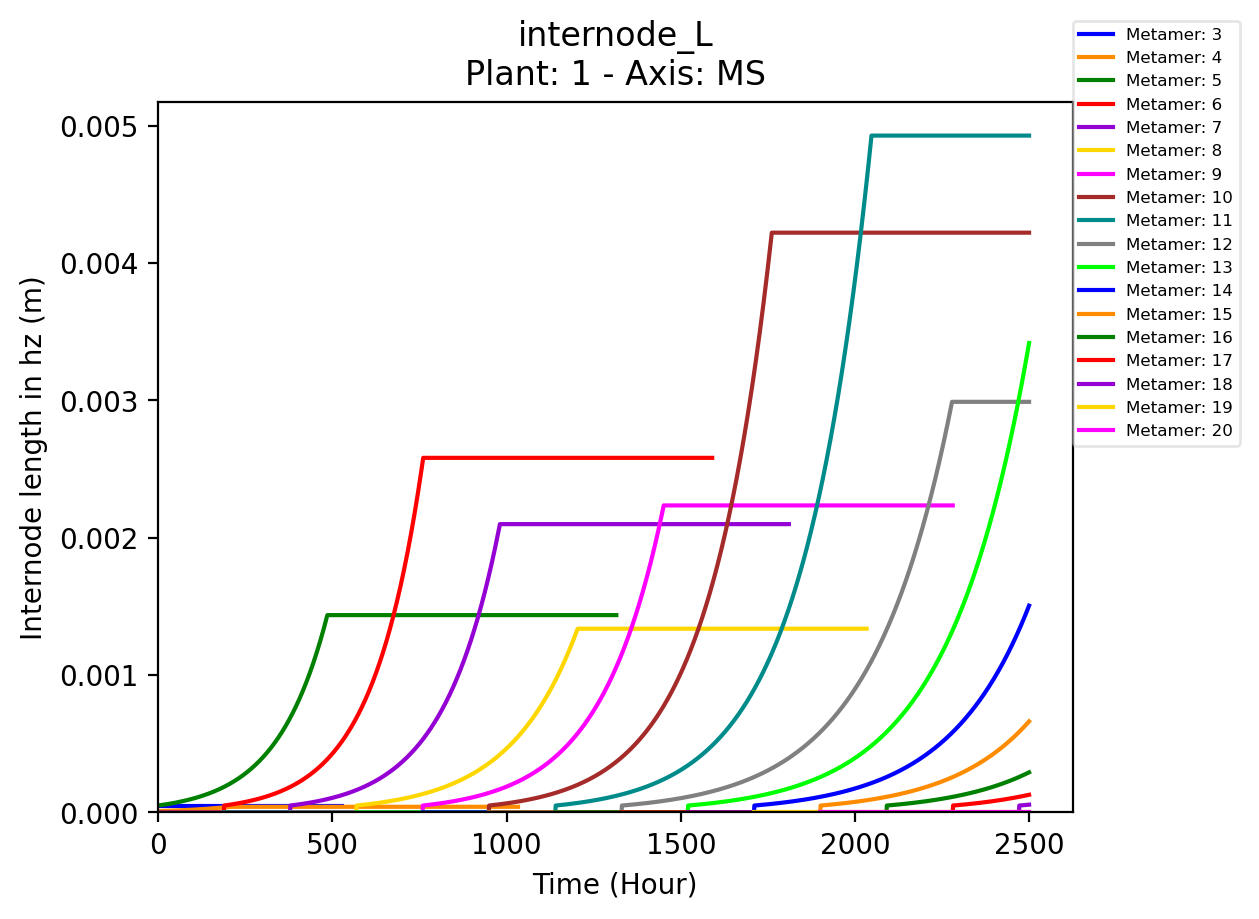 internode_L
Plant: 1 - Axis: MS
Metamer: 3
Metamer: 4
Metamer: 5
Metamer: 6
Metamer: 7
Metamer: 8
Metamer: 9
Metamer: 10
Metamer: 11
Metamer: 12
Metamer: 13
Metamer: 14
Metamer: 15
Metamer: 16
Metamer: 17
Metamer: 18
Metamer: 19
Metamer: 20
Internode length in hz (m)
0.005
0.004
0.003
0.002
0.001
0.000
0 500 1000 1500 2000 2500
Time (Hour)